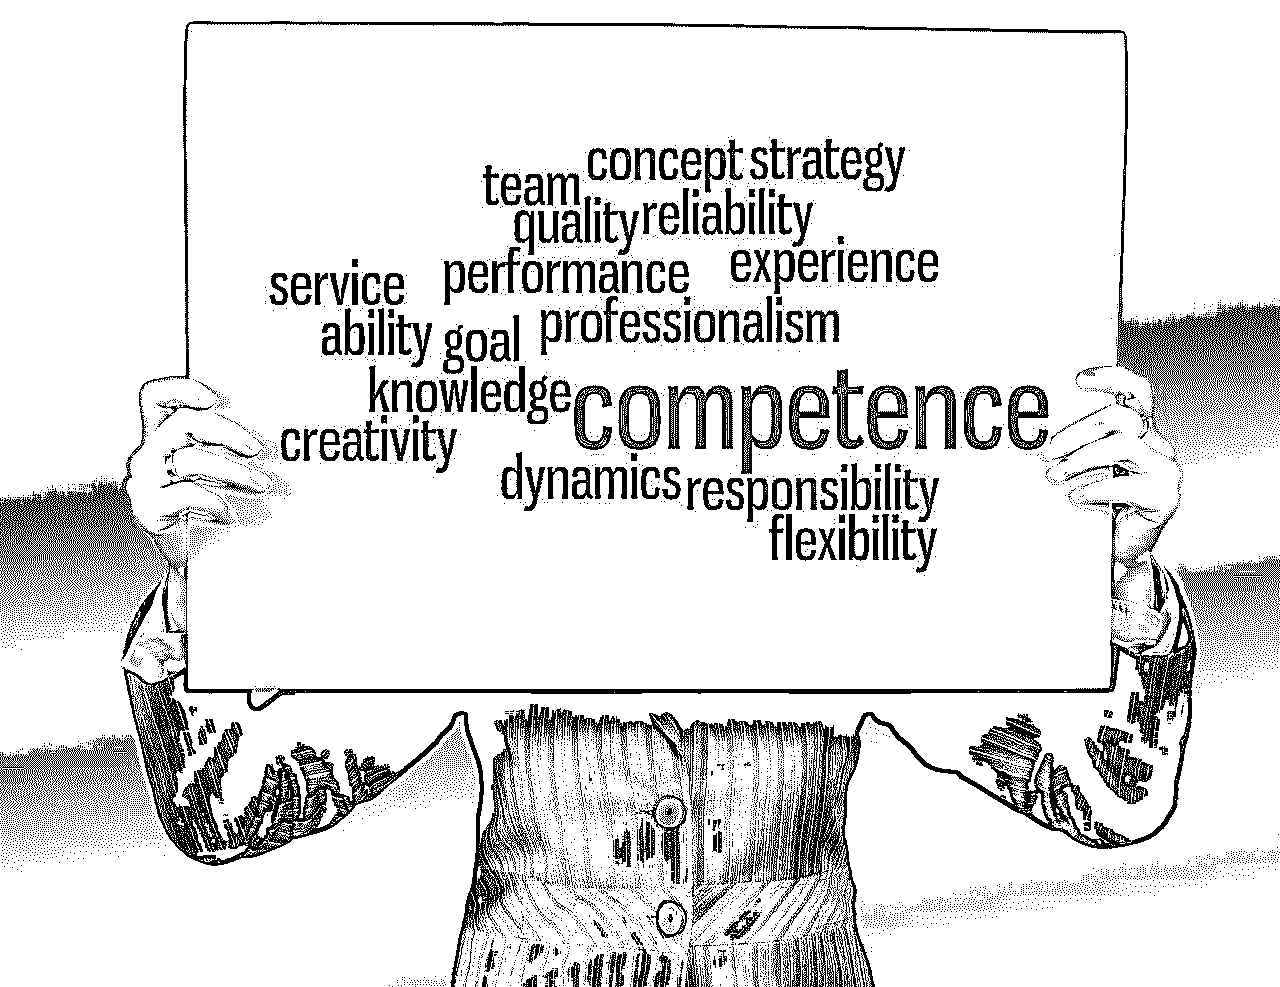 concept strategy
team
quality reliability
performance experience
service
ability goal professionalism
knowledge competence
creativity
dynamics responsibility
flexibility